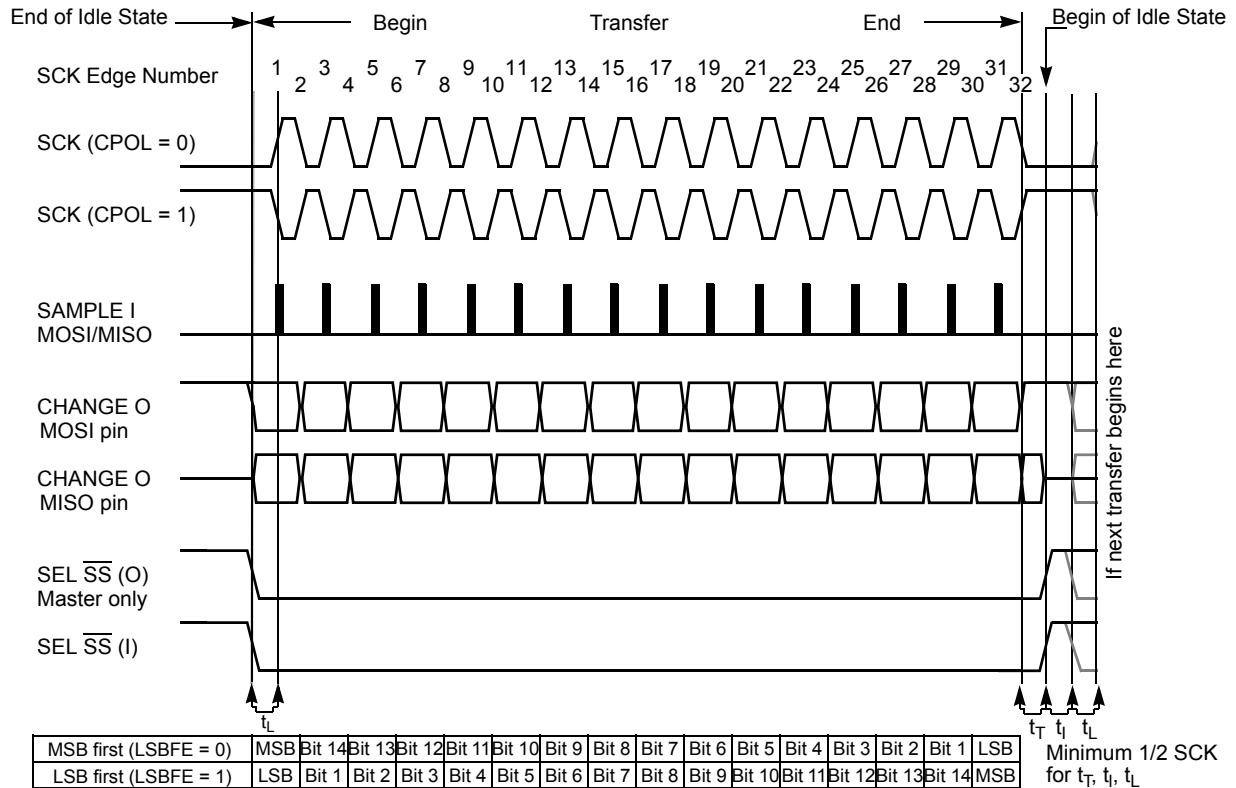 End of Idle State
Begin
Transfer
End
Begin of Idle State
SCK Edge Number
1 2 3 4 5 6 7 8 9 10 11 12 13 14 15 16 17 18 19 20 21 22 23 24 25 26 27 28 29 30 31 32
SCK (CPOL = 0)
SCK (CPOL = 1)
SAMPLE I
MOSI/MISO
CHANGE O
MOSI pin
CHANGE O
MISO pin
SEL SS (O)
Master only
SEL SS (I)
If next transfer begins here
tL
tT tI tL
MSB first (LSBFE = 0) MSB Bit 14 Bit 13 Bit 12 Bit 11 Bit 10 Bit 9 Bit 8 Bit 7 Bit 6 Bit 5 Bit 4 Bit 3 Bit 2 Bit 1 LSB
LSB first (LSBFE = 1) LSB Bit 1 Bit 2 Bit 3 Bit 4 Bit 5 Bit 6 Bit 7 Bit 8 Bit 9 Bit 10 Bit 11 Bit 12 Bit 13 Bit 14 MSB
Minimum 1/2 SCK
for tT, tI, tL